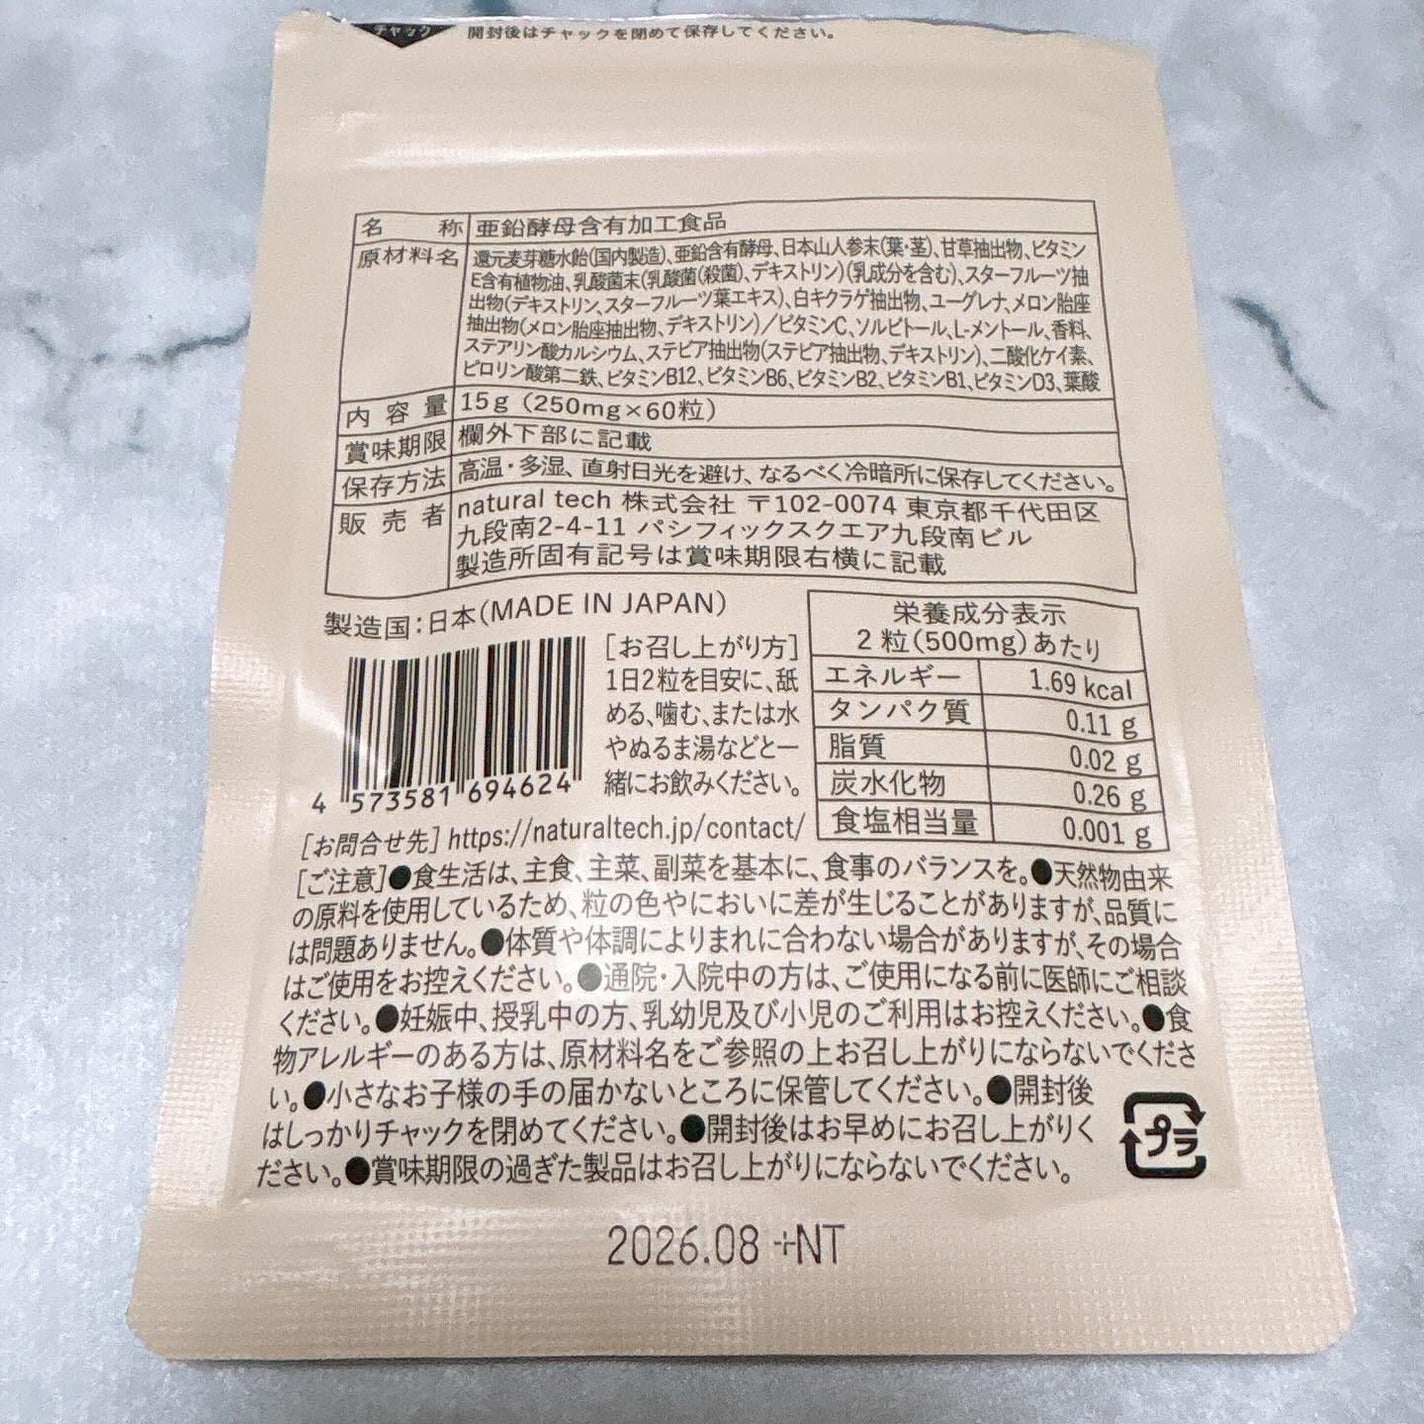 チャック 開封後はチャックを閉めて保存してください。
名称 亜鉛酵母含有加工食品
原材料名 還元麦芽糖水飴(国内製造)、亜鉛含有酵母、日本山人参末(葉・茎)、甘草抽出物、ビタミン
E含有植物油、乳酸菌末(乳酸菌(殺菌)、デキストリン)(乳成分を含む)、スターフルーツ抽
出物(デキストリン、スターフルーツ葉エキス)、白キクラゲ抽出物、ユーグレナ、メロン胎座
抽出物(メロン胎座抽出物、デキストリン)／ビタミンC、ソルビトール、L-メントール、香料、
ステアリン酸カルシウム、ステビア抽出物(ステビア抽出物、デキストリン)、二酸化ケイ素、
ピロリン酸第二鉄、ビタミンB12、ビタミンB6、ビタミンB2、ビタミンB1、ビタミンD3、葉酸
内容量 15g（250mg×60粒）
賞味期限 欄外下部に記載
保存方法 高温・多湿、直射日光を避け、なるべく冷暗所に保存してください。
販売者 natural tech 株式会社 〒102-0074 東京都千代田区
九段南2-4-11 パシフィックスクエア九段南ビル
製造所固有記号は賞味期限右横に記載
製造国：日本(MADE IN JAPAN)
4 573581 694624
［お召し上がり方］
1日2粒を目安に、舐
める、噛む、または水
やぬるま湯などと一
緒にお飲みください。
栄養成分表示
2粒(500mg)あたり
エネルギー 1.69 kcal
タンパク質 0.11 g
脂質 0.02 g
炭水化物 0.26 g
食塩相当量 0.001 g
［お問合せ先］https://naturaltech.jp/contact/
［ご注意］●食生活は、主食、主菜、副菜を基本に、食事のバランスを。●天然物由来
の原料を使用しているため、粒の色やにおいに差が生じることがありますが、品質に
は問題ありません。●体質や体調によりまれに合わない場合がありますが、その場合
はご使用をお控えください。●通院・入院中の方は、ご使用になる前に医師にご相談
ください。●妊娠中、授乳中の方、乳幼児及び小児のご利用はお控えください。●食
物アレルギーのある方は、原材料名をご参照の上お召し上がりにならないでくださ
い。●小さなお子様の手の届かないところに保管してください。●開封後
はしっかりチャックを閉めてください。●開封後はお早めにお召し上がりく
ださい。●賞味期限の過ぎた製品はお召し上がりにならないでください。
プラ
2026.08 +NT